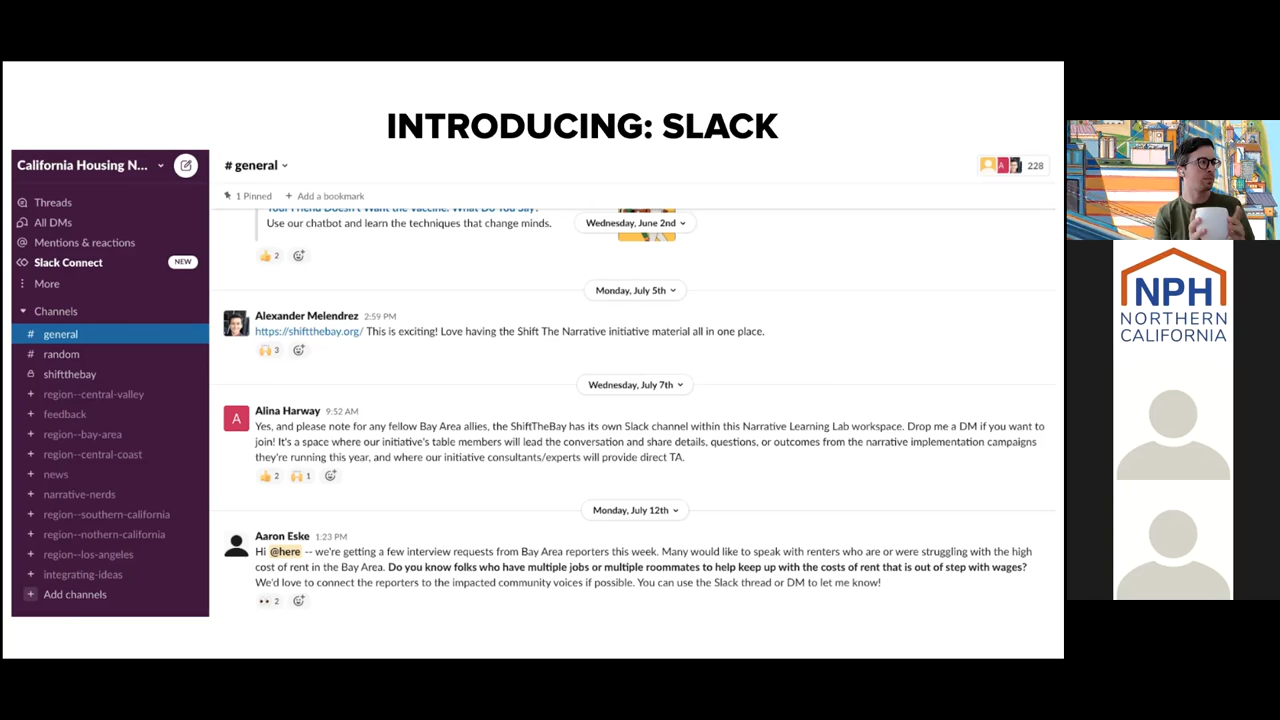 INTRODUCING: SLACK
California Housing N...
Threads
All DMs
Mentions & reactions
Slack Connect NEW
More
Channels
# general
# random
shiftthebay
+ region--central-valley
+ feedback
+ region--bay-area
+ region--central-coast
+ news
+ narrative-nerds
+ region--southern-california
+ region--nothern-california
+ region--los-angeles
+ integrating-ideas
+ Add channels
# general
228
1 Pinned + Add a bookmark
Your Friend Doesn't Want the Vaccine. What Do You Say?
Use our chatbot and learn the techniques that change minds.
Wednesday, June 2nd
2
Monday, July 5th
Alexander Melendrez 2:59 PM
https://shiftthebay.org/ This is exciting! Love having the Shift The Narrative initiative material all in one place.
3
Wednesday, July 7th
A
Alina Harway 9:52 AM
Yes, and please note for any fellow Bay Area allies, the ShiftTheBay has its own Slack channel within this Narrative Learning Lab workspace. Drop me a DM if you want to
join! It's a space where our initiative's table members will lead the conversation and share details, questions, or outcomes from the narrative implementation campaigns
they're running this year, and where our initiative consultants/experts will provide direct TA.
2 1
Monday, July 12th
Aaron Eske 1:23 PM
Hi @here -- we're getting a few interview requests from Bay Area reporters this week. Many would like to speak with renters who are or were struggling with the high
cost of rent in the Bay Area. Do you know folks who have multiple jobs or multiple roommates to help keep up with the costs of rent that is out of step with wages?
We'd love to connect the reporters to the impacted community voices if possible. You can use the Slack thread or DM to let me know!
2
NPH
NORTHERN
CALIFORNIA